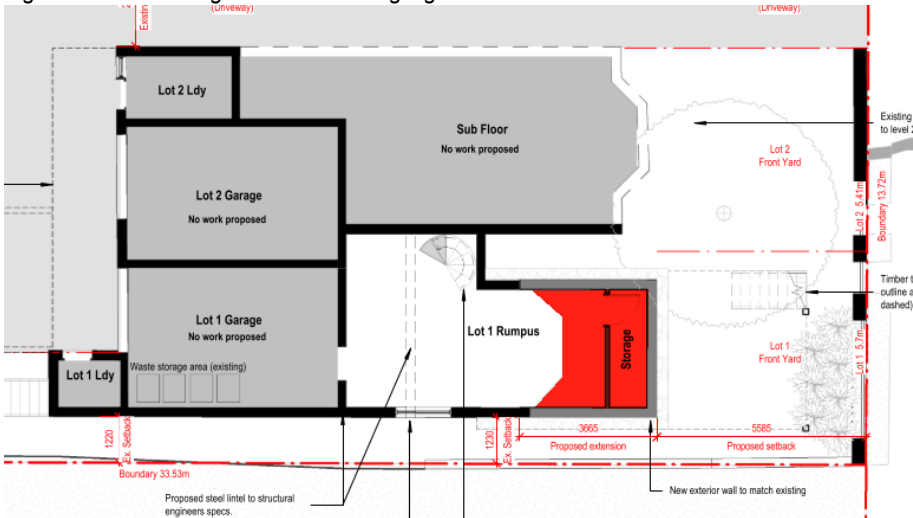 (Driveway)
(Driveway)
Existing
Lot 2 Ldy
Sub Floor
No work proposed
Existing
to level 2
Lot 2
Front Yard
Lot 2 Garage
No work proposed
Lot 2 5.41m
Boundary 13.72m
Timber t
outline a
dashed)
Lot 1 Garage
No work proposed
Lot 1 Rumpus
Storage
Lot 1
Front Yard
Lot 1 5.7m
Lot 1 Ldy
Waste storage area (existing)
1220
Ex. Setback
1230
Ex. Setback
3665
Proposed extension
5585
Proposed setback
Boundary 33.53m
Proposed steel lintel to structural
engineers specs.
New exterior wall to match existing